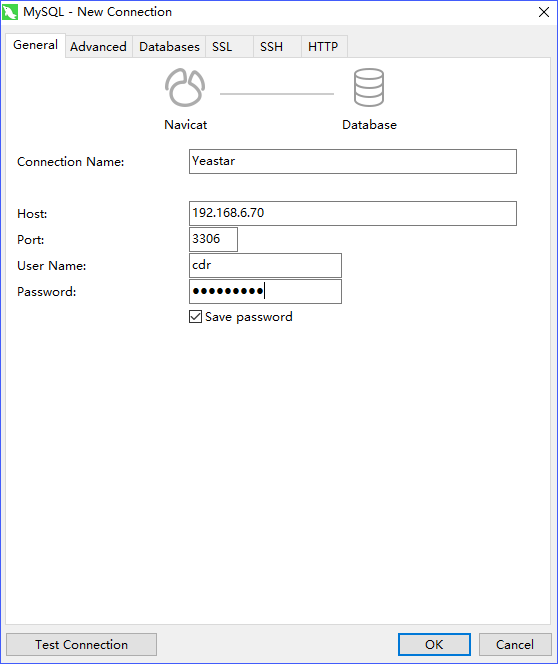 MySQL - New Connection
General Advanced Databases SSL SSH HTTP
Navicat Database
Connection Name: Yeastar
Host: 192.168.6.70
Port: 3306
User Name: cdr
Password: ●●●●●●●●●
Save password
Test Connection OK Cancel